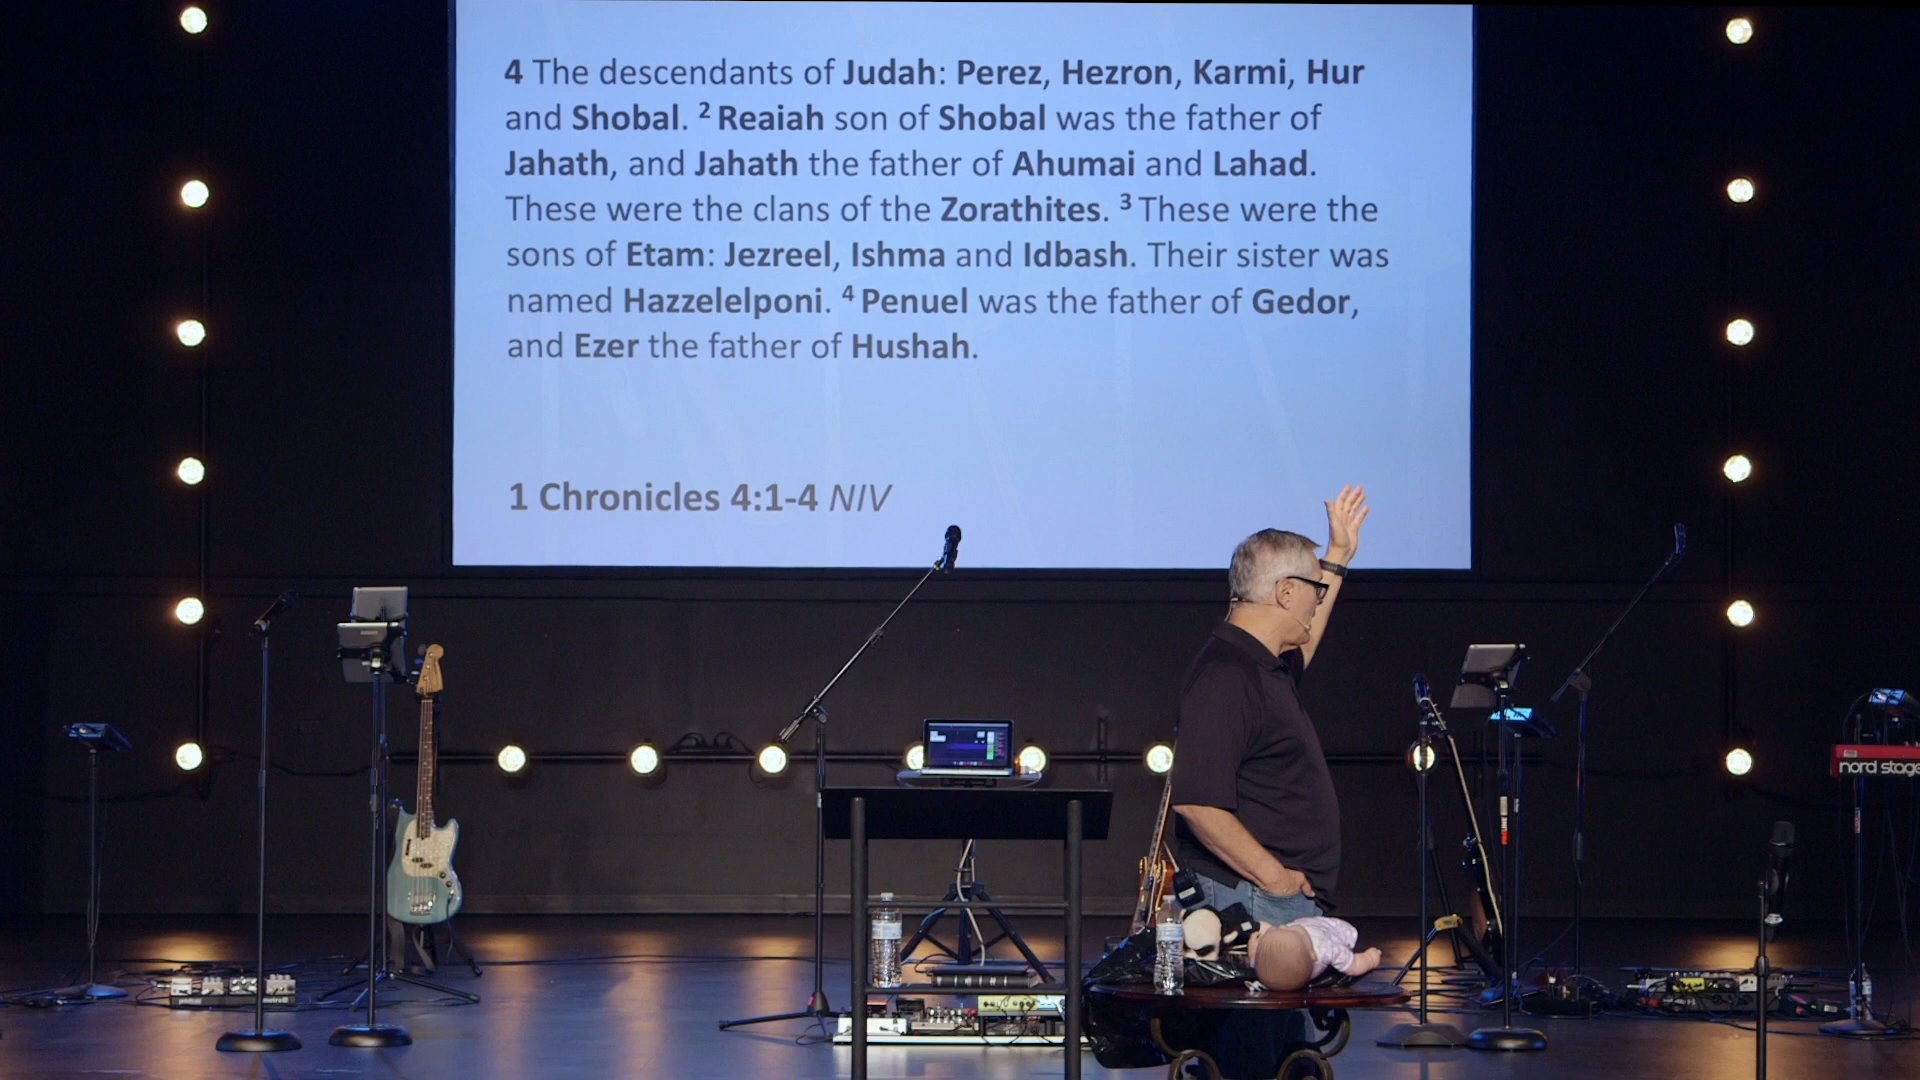 4 The descendants of Judah: Perez, Hezron, Karmi, Hur
and Shobal. 2 Reaiah son of Shobal was the father of
Jahath, and Jahath the father of Ahumai and Lahad.
These were the clans of the Zorathites. 3 These were the
sons of Etam: Jezreel, Ishma and Idbash. Their sister was
named Hazzelelponi. 4 Penuel was the father of Gedor,
and Ezer the father of Hushah.
1 Chronicles 4:1-4 NIV
nord stage